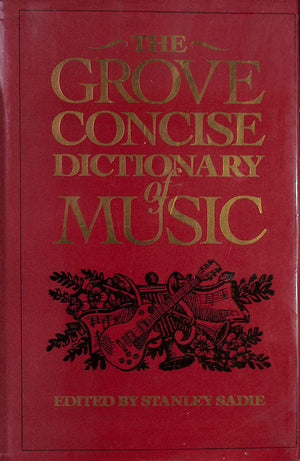 THE
GROVE
CONCISE
DICTIONARY
of
MUSIC
EDITED BY STANLEY SADIE